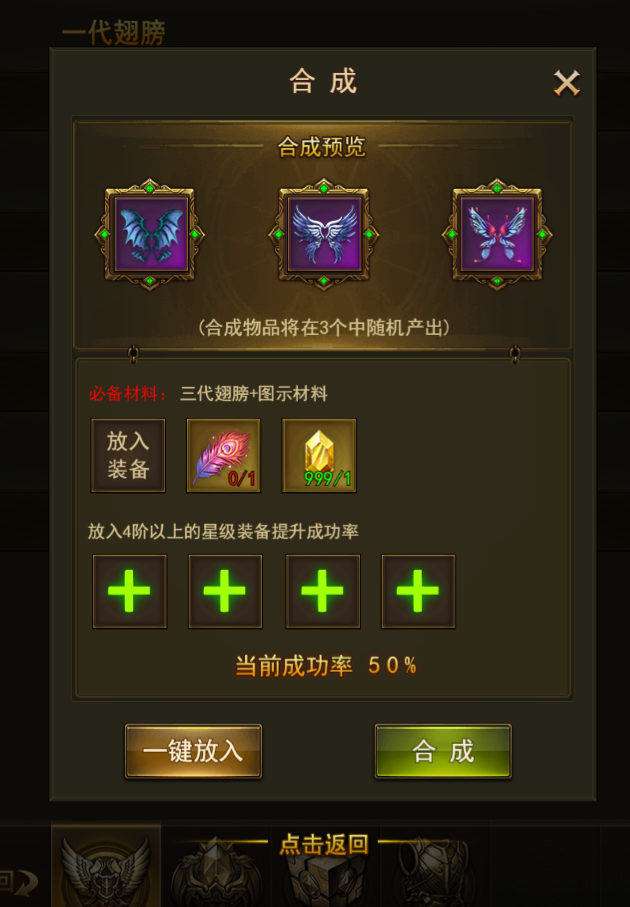 一代翅膀
合成
合成预览
(合成物品将在3个中随机产出)
必备材料： 三代翅膀+图示材料
放入
装备
0/1
999/1
放入4阶以上的星级装备提升成功率
当前成功率 50%
一键放入
合成
点击返回
回